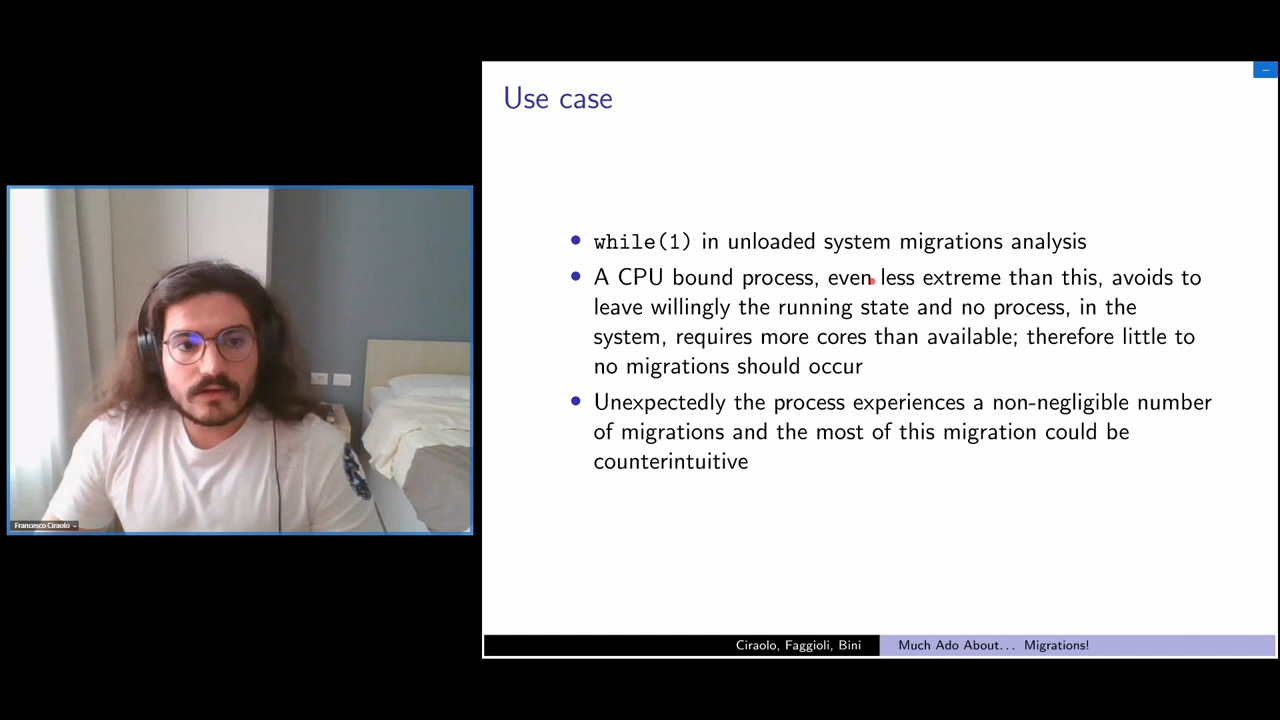 Use case
• while(1) in unloaded system migrations analysis
• A CPU bound process, even less extreme than this, avoids to
leave willingly the running state and no process, in the
system, requires more cores than available; therefore little to
no migrations should occur
• Unexpectedly the process experiences a non-negligible number
of migrations and the most of this migration could be
counterintuitive
Francesco Ciraolo
Ciraolo, Faggioli, Bini
Much Ado About... Migrations!